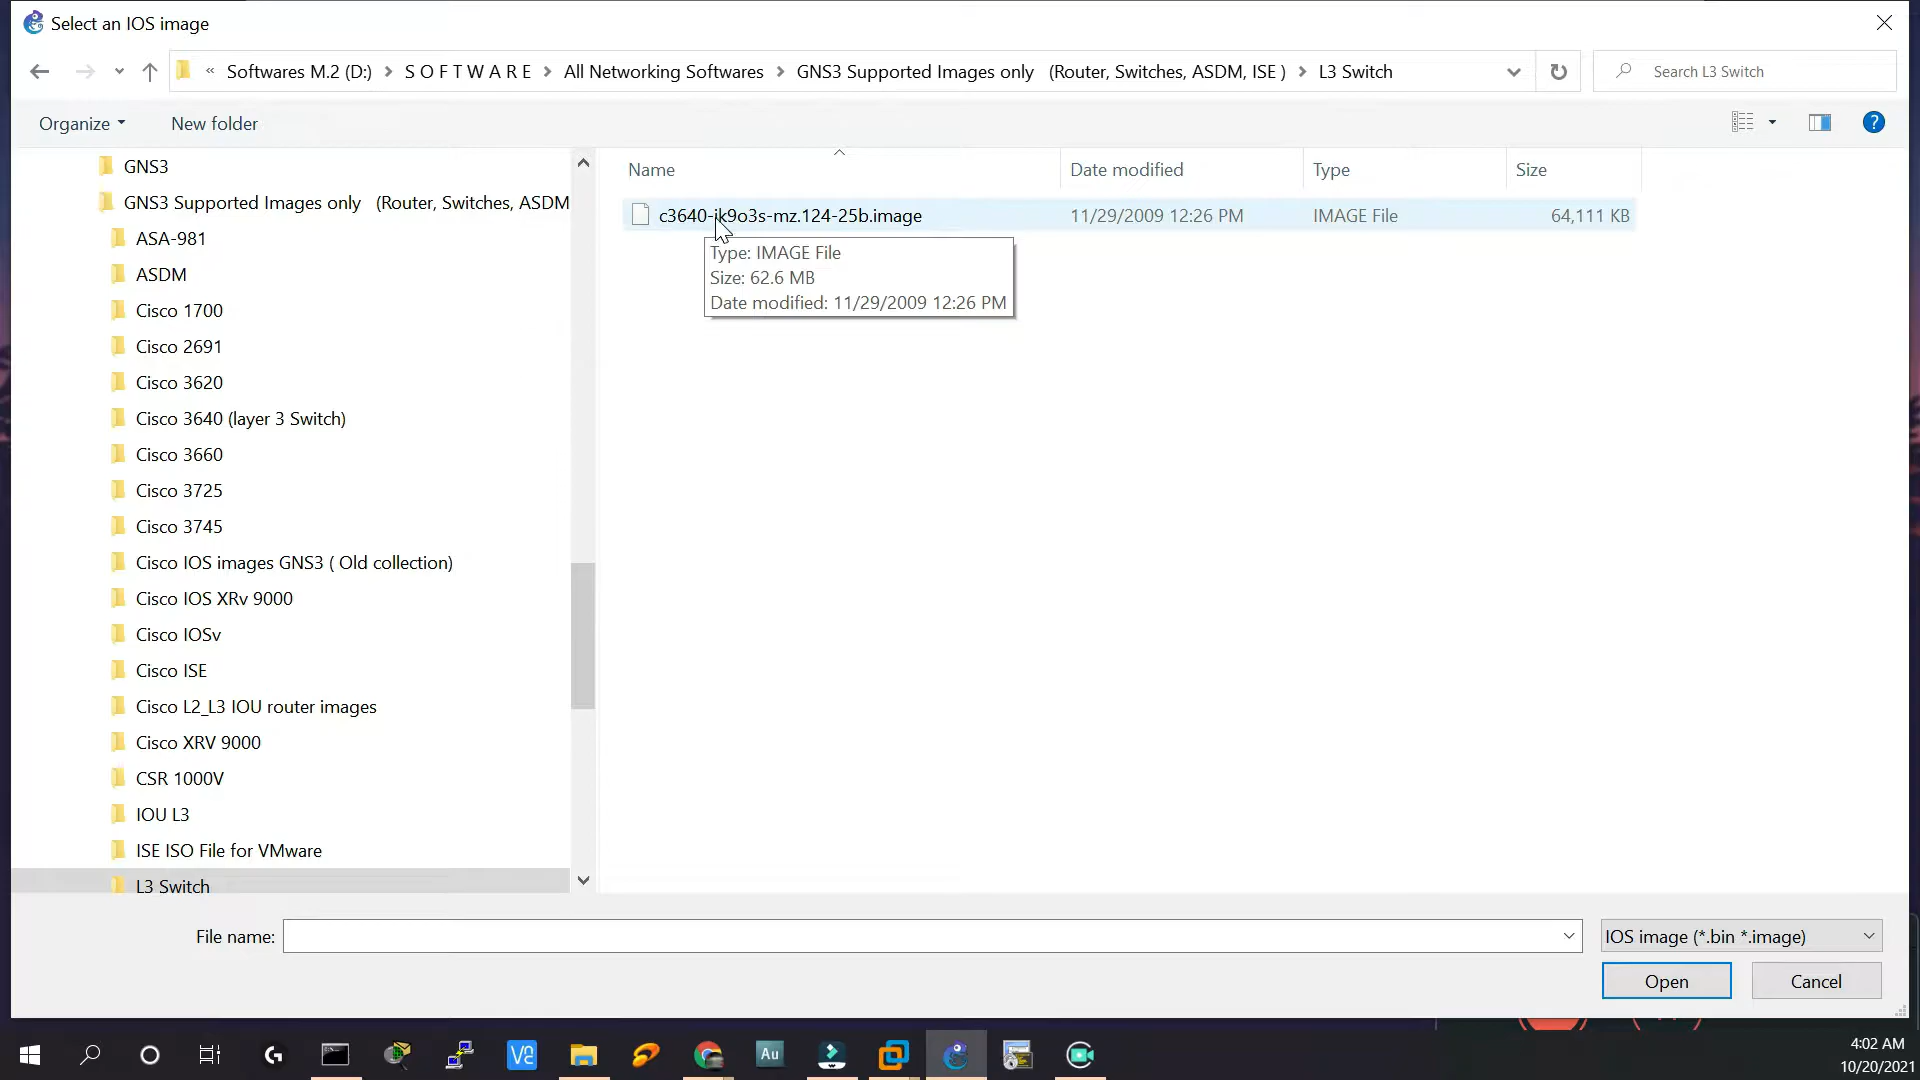 Select an IOS image
« Softwares M.2 (D:) > S O F T W A R E > All Networking Softwares > GNS3 Supported Images only (Router, Switches, ASDM, ISE ) > L3 Switch
Search L3 Switch
Organize
New folder
?
GNS3
GNS3 Supported Images only (Router, Switches, ASDM
ASA-981
ASDM
Cisco 1700
Cisco 2691
Cisco 3620
Cisco 3640 (layer 3 Switch)
Cisco 3660
Cisco 3725
Cisco 3745
Cisco IOS images GNS3 ( Old collection)
Cisco IOS XRv 9000
Cisco IOSv
Cisco ISE
Cisco L2_L3 IOU router images
Cisco XRV 9000
CSR 1000V
IOU L3
ISE ISO File for VMware
L3 Switch
Name
Date modified
Type
Size
c3640-ik9o3s-mz.124-25b.image
11/29/2009 12:26 PM
IMAGE File
64,111 KB
Type: IMAGE File
Size: 62.6 MB
Date modified: 11/29/2009 12:26 PM
File name:
IOS image (*.bin *.image)
Open
Cancel
Au
4:02 AM
10/20/2021